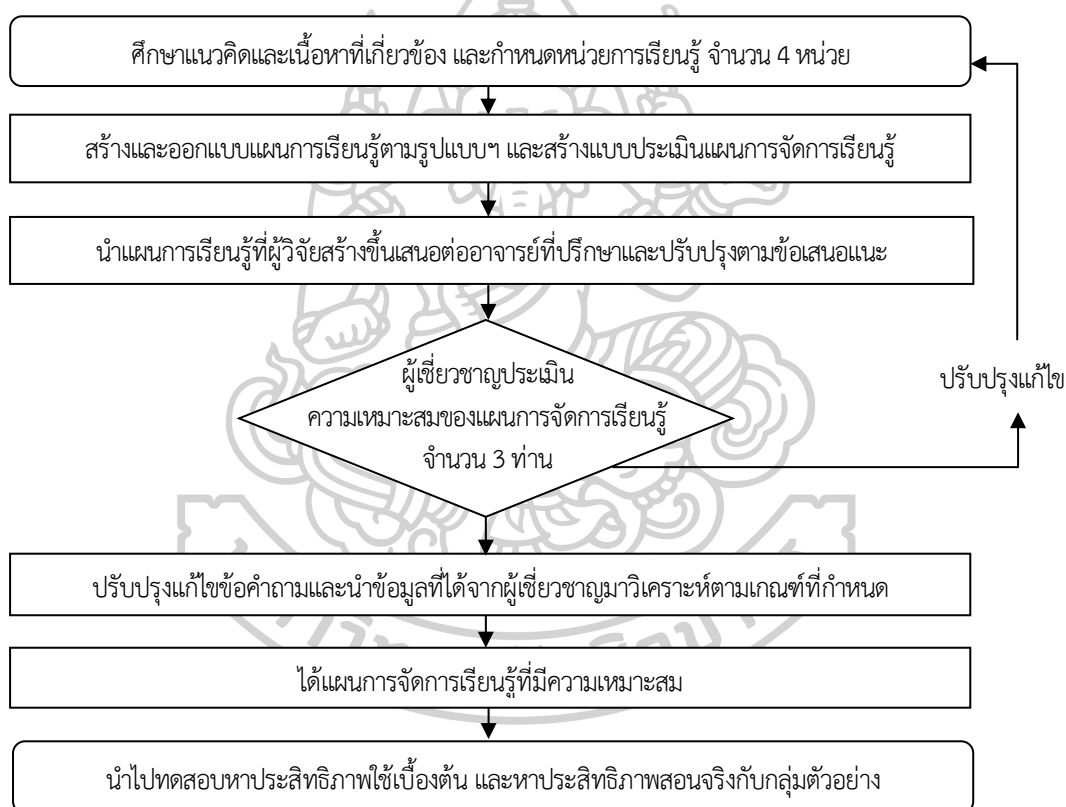 ศึกษาแนวคิดและเนื้อหาที่เกี่ยวข้อง และกำหนดหน่วยการเรียนรู้ จำนวน 4 หน่วย
สร้างและออกแบบแผนการเรียนรู้ตามรูปแบบฯ และสร้างแบบประเมินแผนการจัดการเรียนรู้
นำแผนการเรียนรู้ที่ผู้วิจัยสร้างขึ้นเสนอต่ออาจารย์ที่ปรึกษาและปรับปรุงตามข้อเสนอแนะ
ผู้เชี่ยวชาญประเมิน
ความเหมาะสมของแผนการจัดการเรียนรู้
จำนวน 3 ท่าน
ปรับปรุงแก้ไข
ปรับปรุงแก้ไขข้อคำถามและนำข้อมูลที่ได้จากผู้เชี่ยวชาญมาวิเคราะห์ตามเกณฑ์ที่กำหนด
ได้แผนการจัดการเรียนรู้ที่มีความเหมาะสม
นำไปทดสอบหาประสิทธิภาพใช้เบื้องต้น และหาประสิทธิภาพสอนจริงกับกลุ่มตัวอย่าง